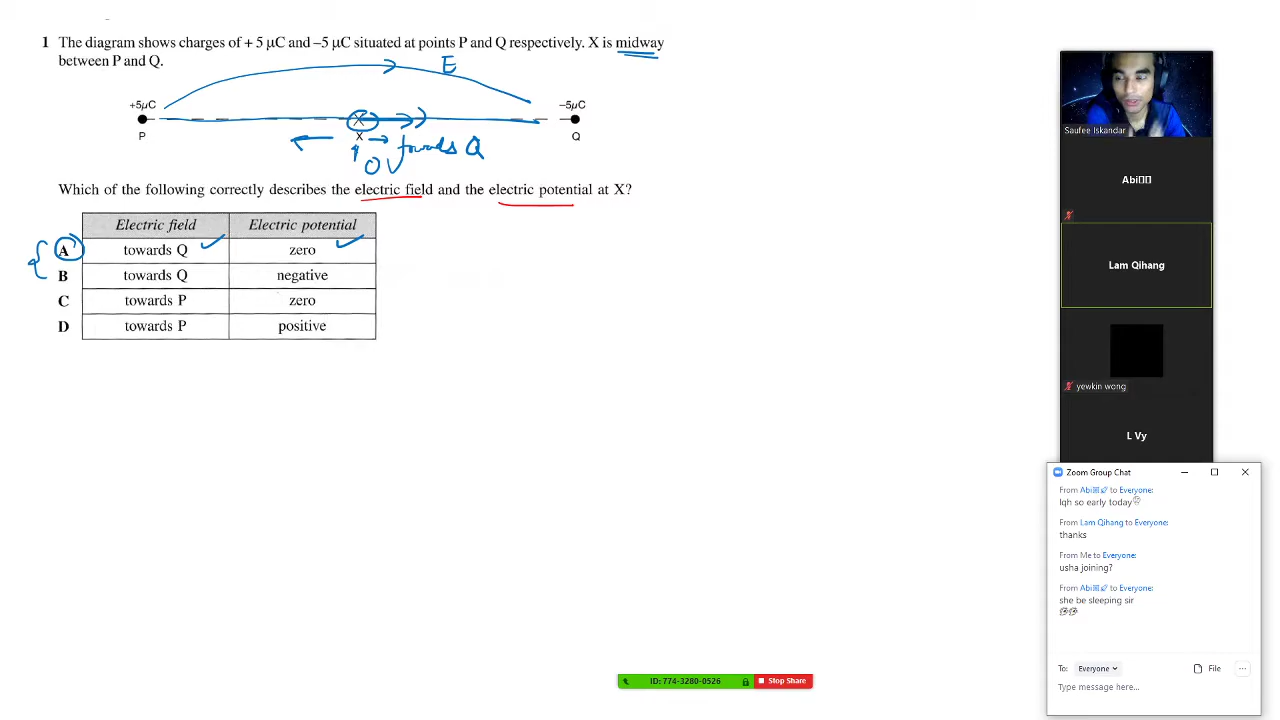 1 The diagram shows charges of + 5 µC and –5 µC situated at points P and Q respectively. X is midway
between P and Q.
E
+5µC
–5µC
P
X
Q
towards Q
0V
Which of the following correctly describes the electric field and the electric potential at X?
Electric field Electric potential
A towards Q zero
B towards Q negative
C towards P zero
D towards P positive
Saufee Iskandar
Abi
Lam Qihang
yewkin wong
L Vy
Zoom Group Chat
From Abi to Everyone:
lqh so early today
From Lam Qihang to Everyone:
thanks
From Me to Everyone:
usha joining?
From Abi to Everyone:
she be sleeping sir
To: Everyone File ...
Type message here...
ID: 774-3280-0526 Stop Share